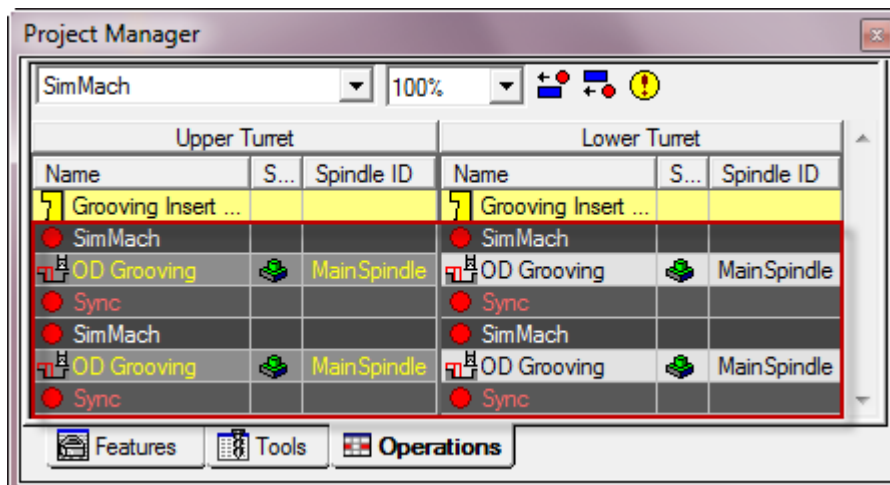 Project Manager
SimMach 100%
Upper Turret Lower Turret
Name S... Spindle ID Name S... Spindle ID
Grooving Insert ... Grooving Insert ...
SimMach SimMach
OD Grooving MainSpindle OD Grooving MainSpindle
Sync Sync
SimMach SimMach
OD Grooving MainSpindle OD Grooving MainSpindle
Sync Sync
Features Tools Operations